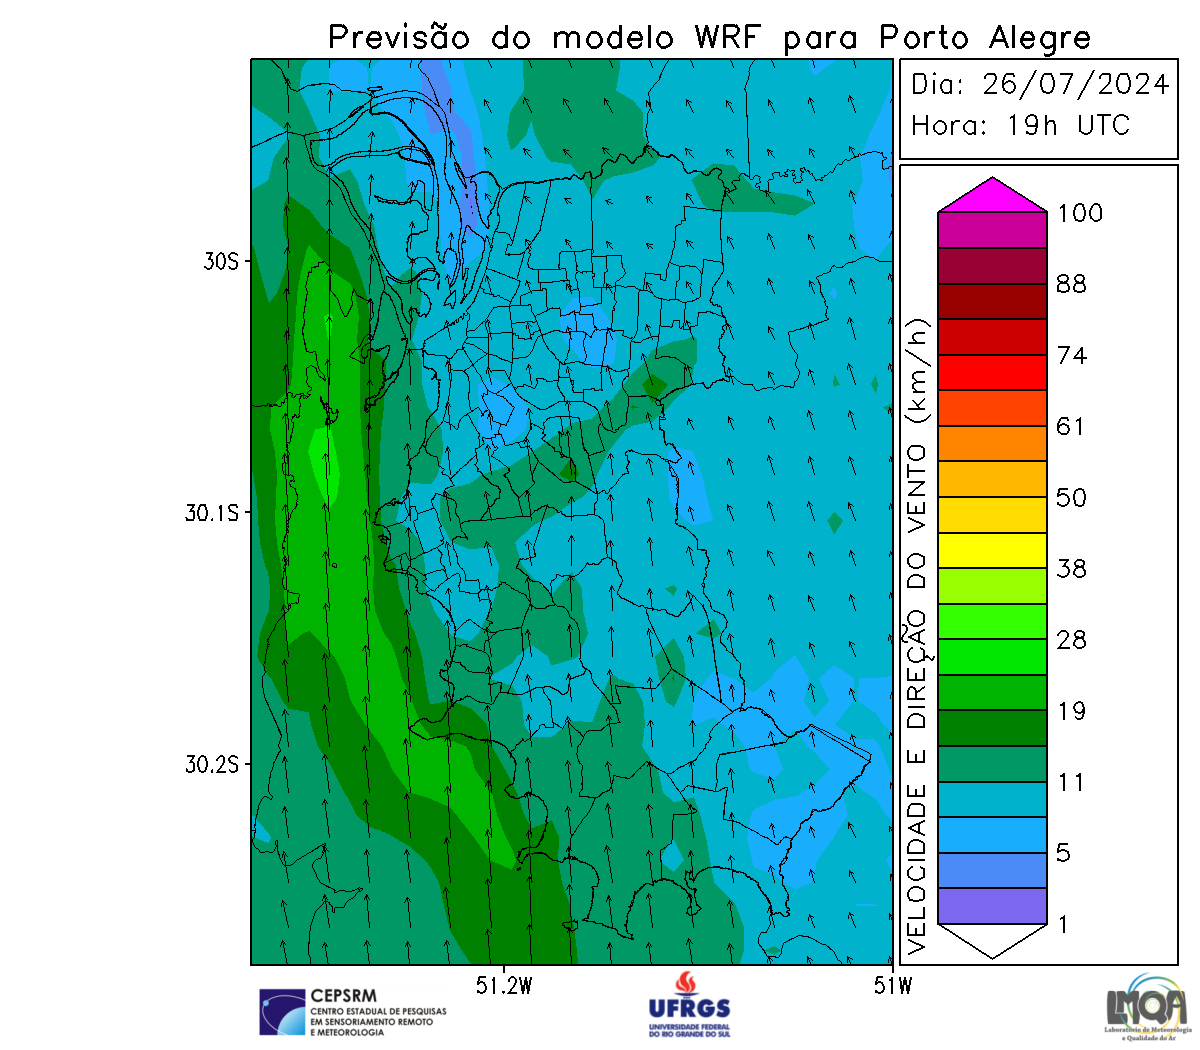 Previsão do modelo WRF para Porto Alegre
Dia: 26/07/2024
Hora: 19h UTC
30S
30.1S
30.2S
51.2W
51W
VELOCIDADE E DIREÇÃO DO VENTO (km/h)
100
88
74
61
50
38
28
19
11
5
1
CEPSRM
CENTRO ESTADUAL DE PESQUISAS
EM SENSORIAMENTO REMOTO
E METEOROLOGIA
UFRGS
UNIVERSIDADE FEDERAL
DO RIO GRANDE DO SUL
LMQA
Laboratório de Meteorologia
e Qualidade do Ar